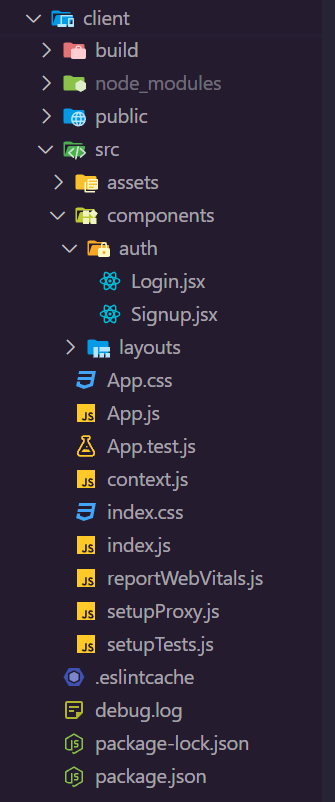 client
build
node_modules
public
src
assets
components
auth
Login.jsx
Signup.jsx
layouts
App.css
JS App.js
App.test.js
JS context.js
index.css
JS index.js
JS reportWebVitals.js
JS setupProxy.js
JS setupTests.js
.eslintcache
debug.log
JS package-lock.json
JS package.json